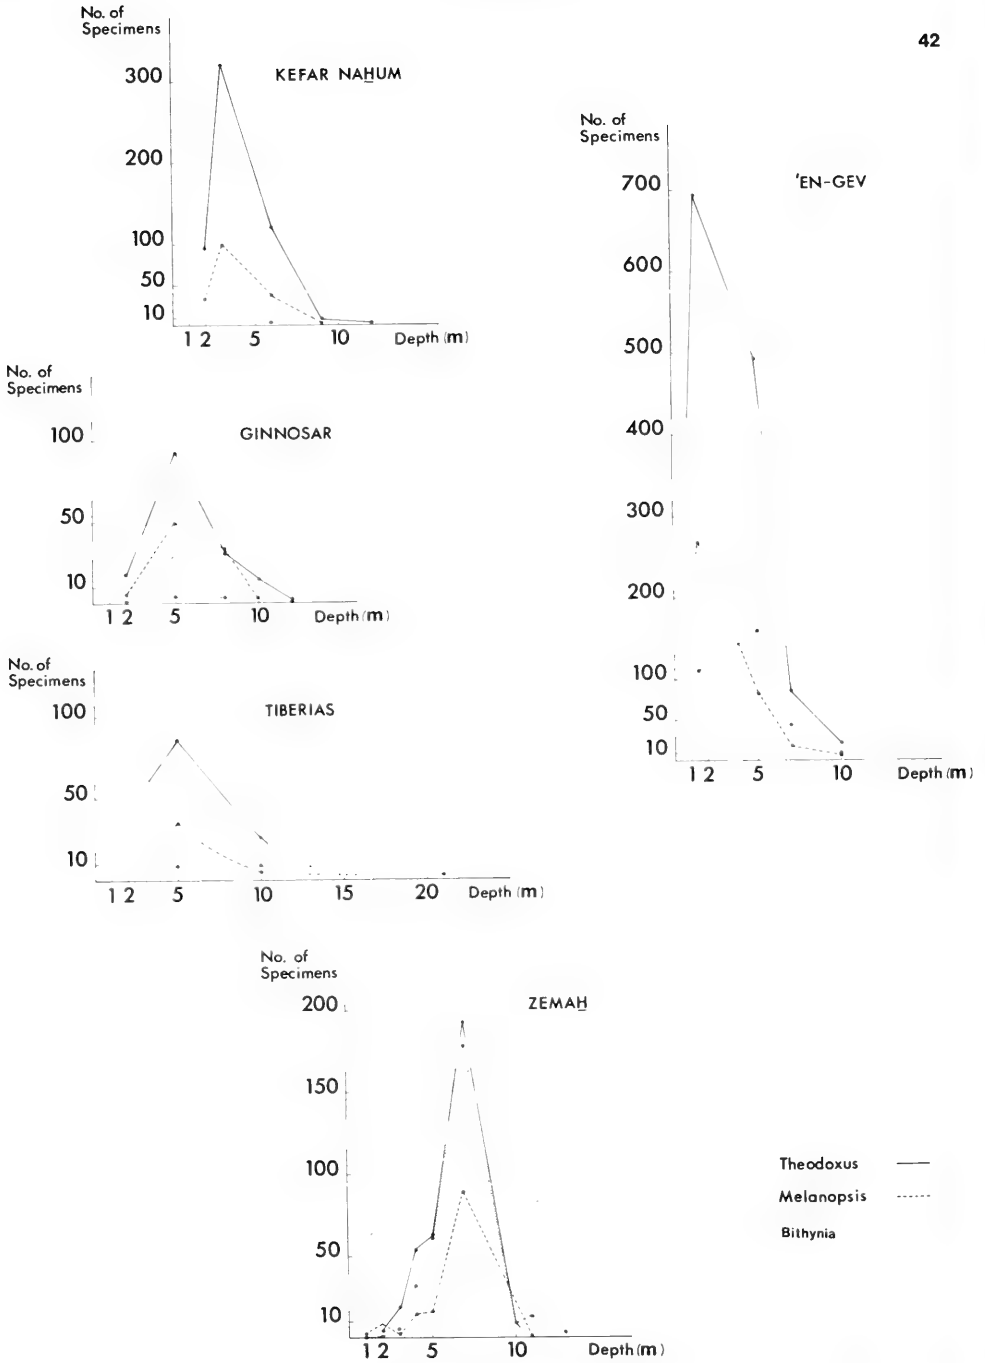 42
No. of
Specimens
KEFAR NAHUM
300
200
100
50
10
1 2 5 10 Depth (m)
No. of
Specimens
'EN-GEV
700
600
500
400
300
200
100
50
10
1 2 5 10 Depth (m)
No. of
Specimens
GINNOSAR
100
50
10
1 2 5 10 Depth (m)
No. of
Specimens
TIBERIAS
100
50
10
1 2 5 10 15 20 Depth (m)
No. of
Specimens
ZEMAH
200
150
100
50
10
1 2 5 10 Depth (m)
Theodoxus
Melanopsis
Bithynia